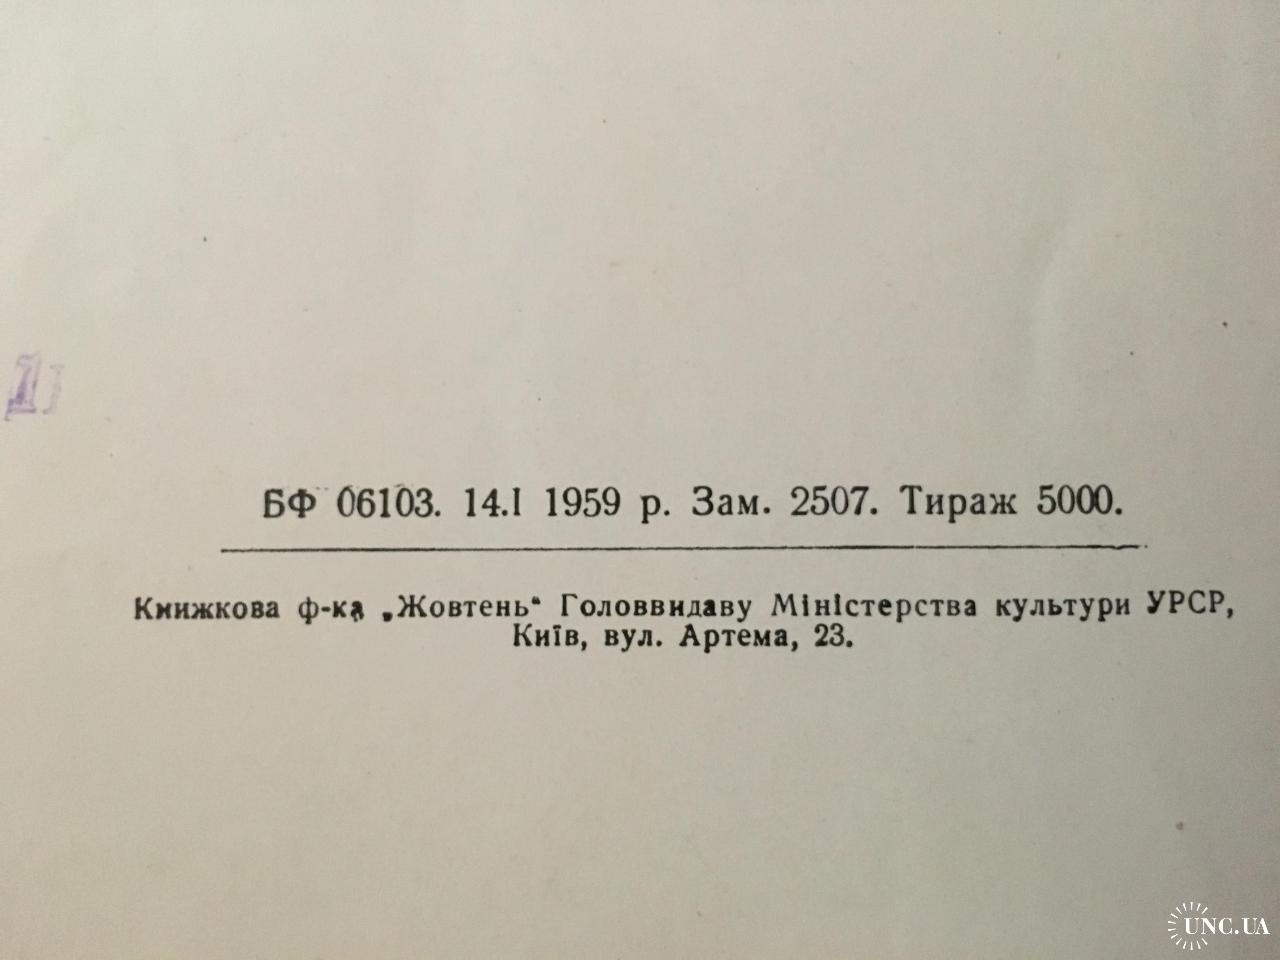 БФ 06103. 14.I 1959 р. Зам. 2507. Тираж 5000.
Книжкова ф-ка „Жовтень“ Головвидаву Міністерства культури УРСР,
Київ, вул. Артема, 23.
UNC.UA